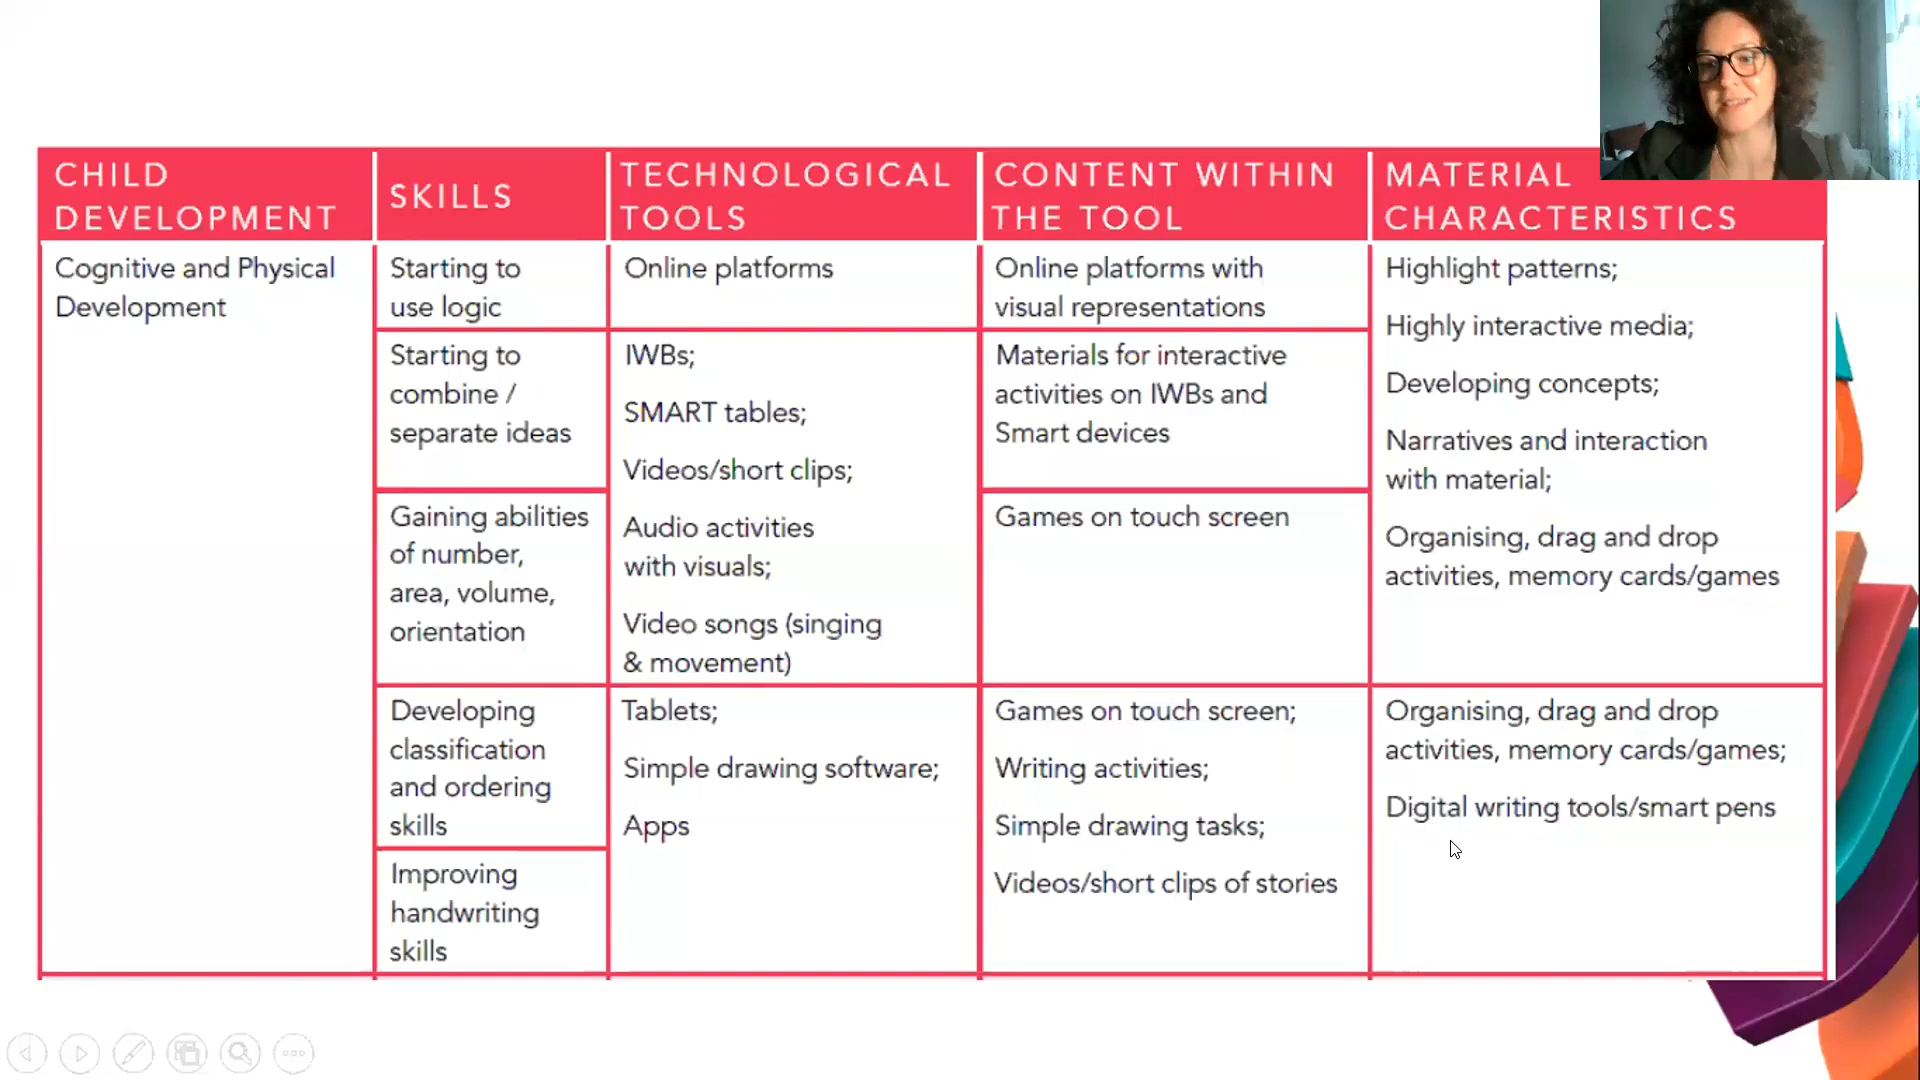 CHILD
DEVELOPMENT
SKILLS
TECHNOLOGICAL
TOOLS
CONTENT WITHIN
THE TOOL
MATERIAL
CHARACTERISTICS
Cognitive and Physical
Development
Starting to
use logic
Online platforms
Online platforms with
visual representations
Highlight patterns;
Highly interactive media;
Developing concepts;
Narratives and interaction
with material;
Organising, drag and drop
activities, memory cards/games
Starting to
combine /
separate ideas
IWBs;
SMART tables;
Videos/short clips;
Audio activities
with visuals;
Video songs (singing
& movement)
Materials for interactive
activities on IWBs and
Smart devices
Gaining abilities
of number,
area, volume,
orientation
Games on touch screen
Developing
classification
and ordering
skills
Tablets;
Simple drawing software;
Apps
Games on touch screen;
Writing activities;
Simple drawing tasks;
Videos/short clips of stories
Organising, drag and drop
activities, memory cards/games;
Digital writing tools/smart pens
Improving
handwriting
skills